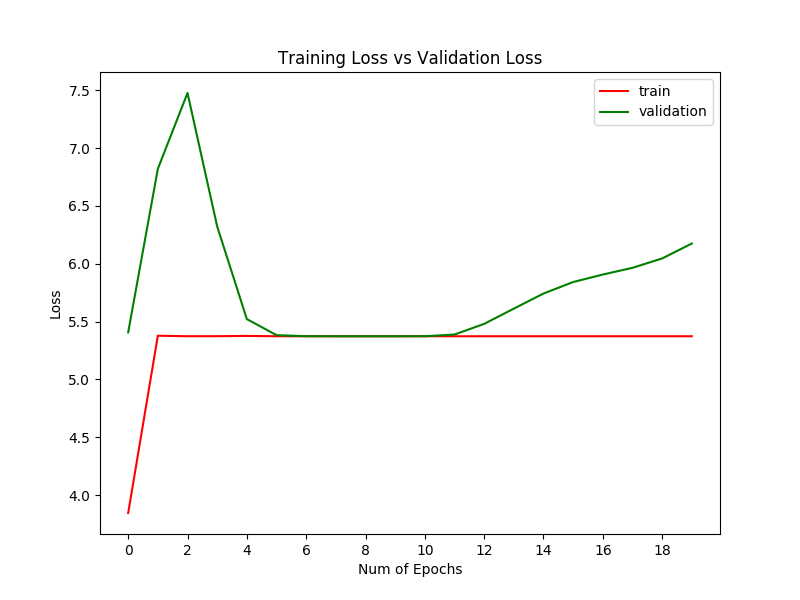 Training Loss vs Validation Loss
train
validation
7.5
7.0
6.5
6.0
5.5
5.0
4.5
4.0
Loss
0 2 4 6 8 10 12 14 16 18
Num of Epochs